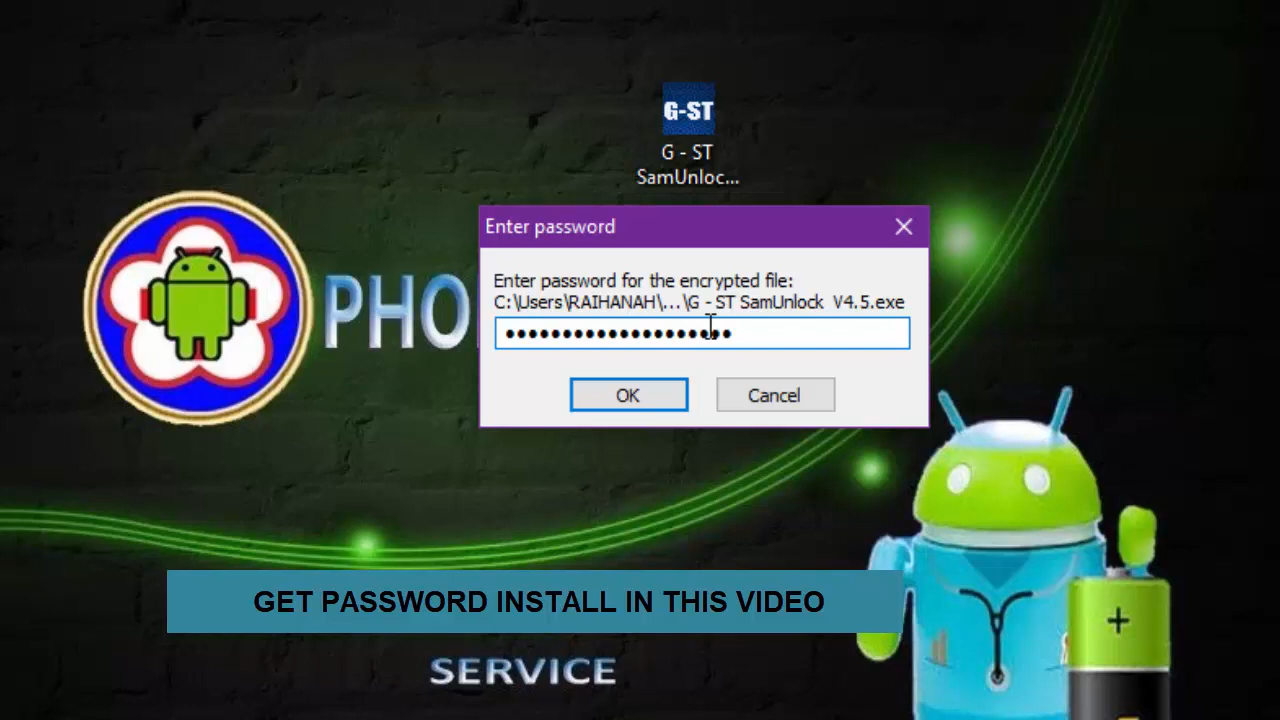 G-ST
G - ST
SamUnloc...
Enter password
Enter password for the encrypted file:
C:\Users\RAIHANAH\...\G - ST SamUnlock  V4.5.exe
●●●●●●●●●●●●●●●●●●●●●●●●
PHO
OK
Cancel
GET PASSWORD INSTALL IN THIS VIDEO
+
SERVICE